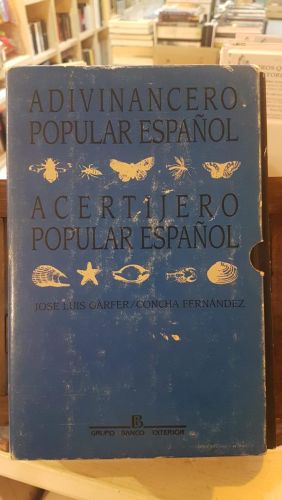 ADIVINANCERO
POPULAR ESPAÑOL
ACERTIJERO
POPULAR ESPAÑOL
JOSE LUIS GARFER/CONCHA FERNANDEZ
GRUPO BANCO EXTERIOR